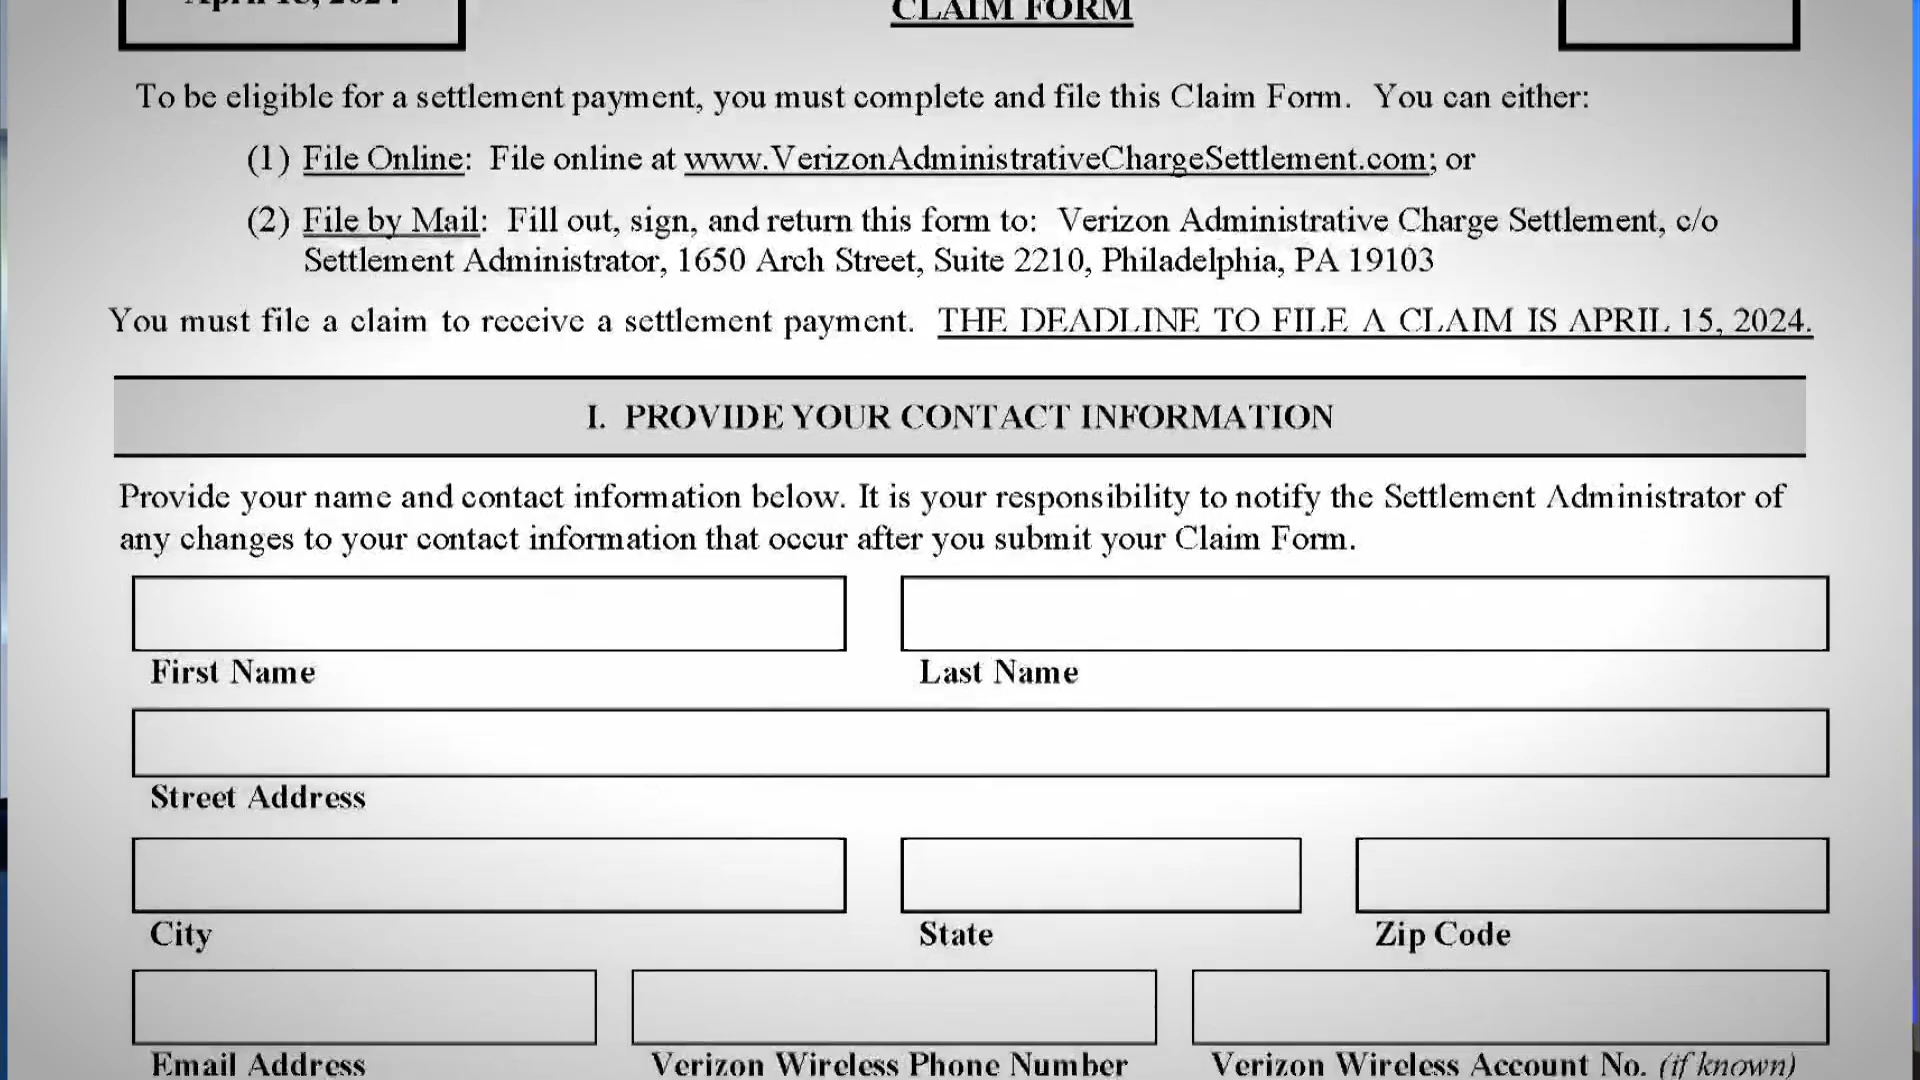 April 15, 2024
CLAIM FORM
To be eligible for a settlement payment, you must complete and file this Claim Form. You can either:
(1) File Online: File online at www.VerizonAdministrativeChargeSettlement.com; or
(2) File by Mail: Fill out, sign, and return this form to: Verizon Administrative Charge Settlement, c/o
Settlement Administrator, 1650 Arch Street, Suite 2210, Philadelphia, PA 19103
You must file a claim to receive a settlement payment. THE DEADLINE TO FILE A CLAIM IS APRIL 15, 2024.
I. PROVIDE YOUR CONTACT INFORMATION
Provide your name and contact information below. It is your responsibility to notify the Settlement Administrator of
any changes to your contact information that occur after you submit your Claim Form.
First Name Last Name
Street Address
City State Zip Code
Email Address Verizon Wireless Phone Number Verizon Wireless Account No. (if known)